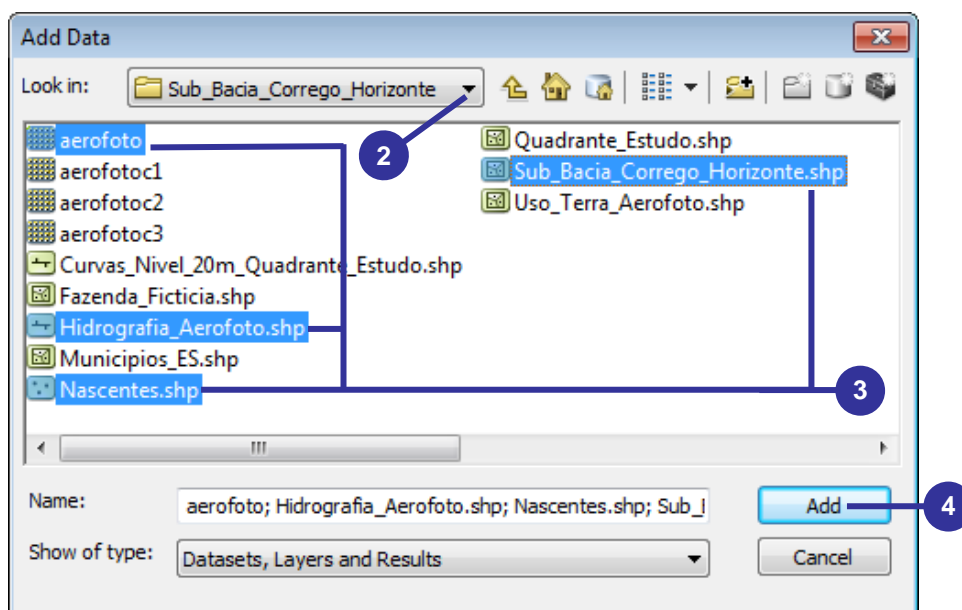 Add Data
Look in:
Sub_Bacia_Corrego_Horizonte
2
aerofoto
aerofotoc1
aerofotoc2
aerofotoc3
Curvas_Nivel_20m_Quadrante_Estudo.shp
Fazenda_Ficticia.shp
Hidrografia_Aerofoto.shp
Municipios_ES.shp
Nascentes.shp
Quadrante_Estudo.shp
Sub_Bacia_Corrego_Horizonte.shp
Uso_Terra_Aerofoto.shp
3
Name:
aerofoto; Hidrografia_Aerofoto.shp; Nascentes.shp; Sub_
Add
4
Show of type:
Datasets, Layers and Results
Cancel